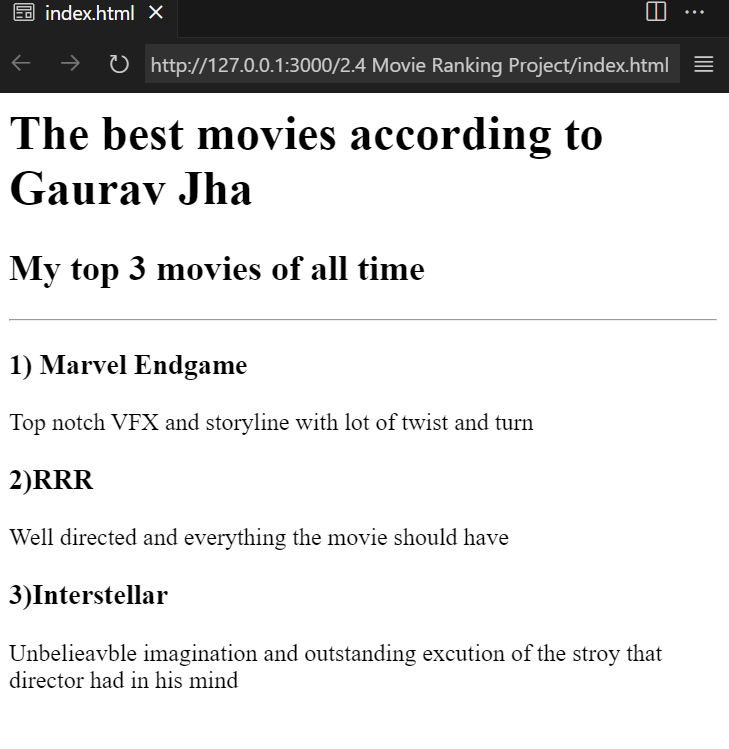 index.html
http://127.0.0.1:3000/2.4 Movie Ranking Project/index.html
The best movies according to
Gaurav Jha
My top 3 movies of all time
1) Marvel Endgame
Top notch VFX and storyline with lot of twist and turn
2)RRR
Well directed and everything the movie should have
3)Interstellar
Unbelieavble imagination and outstanding excution of the stroy that
director had in his mind